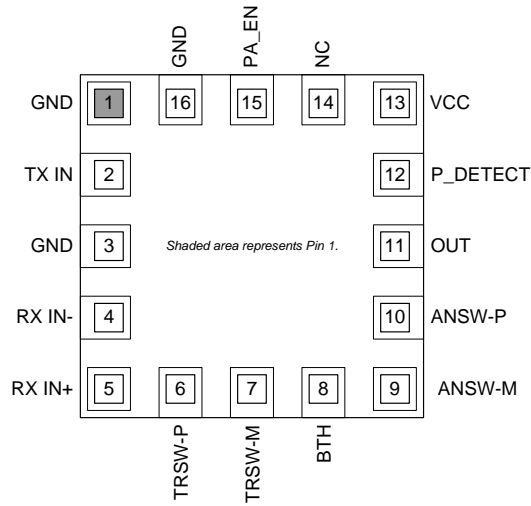 GND
PA_EN
NC
GND
1
16
15
14
13
VCC
TX IN
2
12
P_DETECT
GND
3
Shaded area represents Pin 1.
11
OUT
RX IN-
4
10
ANSW-P
RX IN+
5
6
7
8
9
ANSW-M
TRSW-P
TRSW-M
BTH